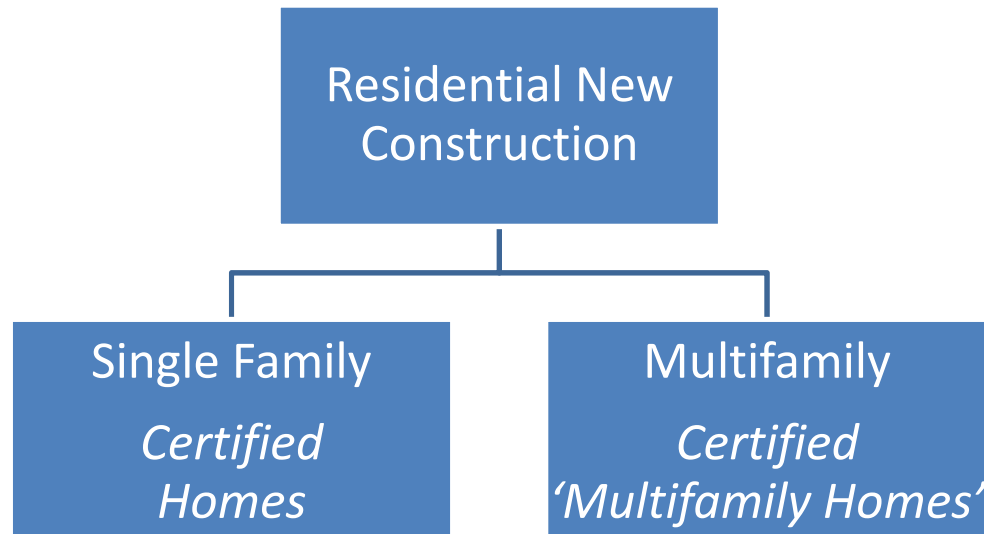 Residential New
Construction
Single Family
Certified
Homes
Multifamily
Certified
‘Multifamily Homes’